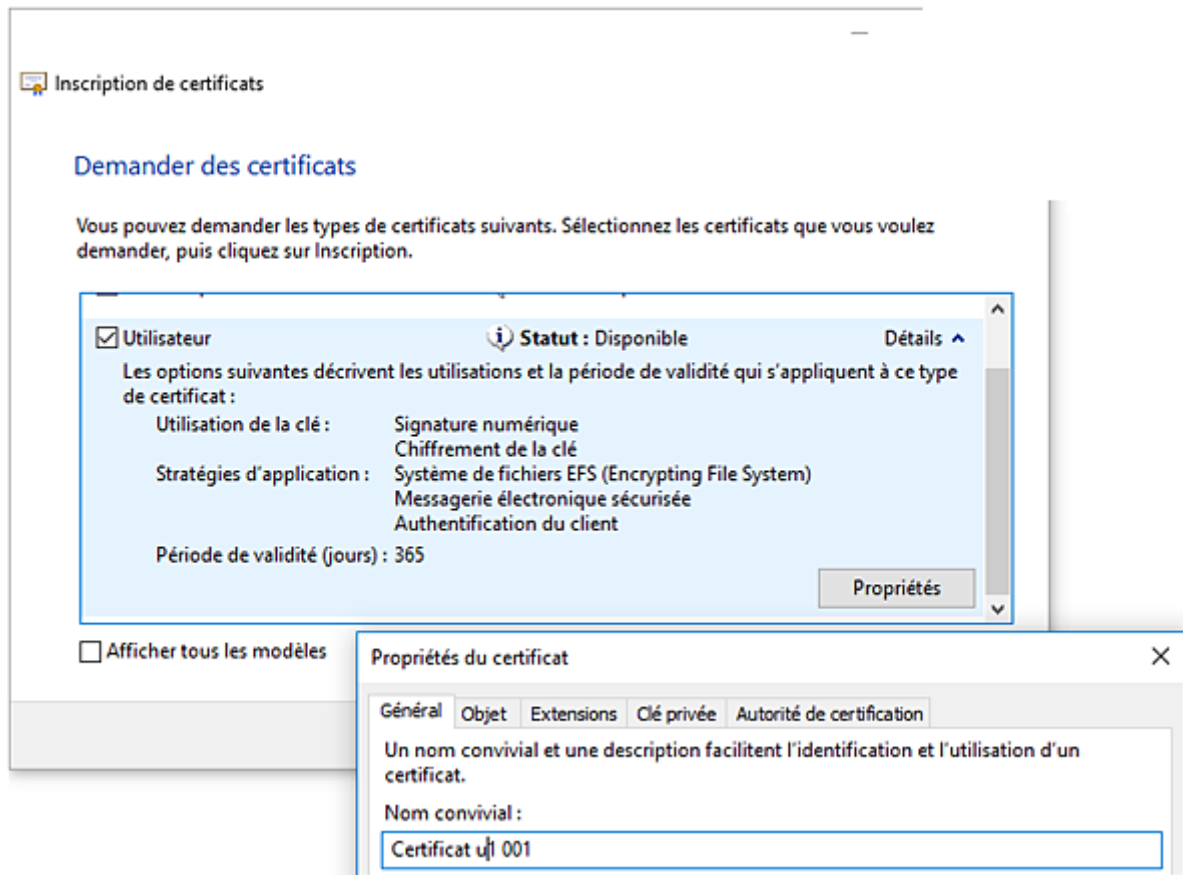 Inscription de certificats
Demander des certificats
Vous pouvez demander les types de certificats suivants. Sélectionnez les certificats que vous voulez
demander, puis cliquez sur Inscription.
Utilisateur Statut : Disponible Détails
Les options suivantes décrivent les utilisations et la période de validité qui s'appliquent à ce type
de certificat :
Utilisation de la clé : Signature numérique
Chiffrement de la clé
Stratégies d'application : Système de fichiers EFS (Encrypting File System)
Messagerie électronique sécurisée
Authentification du client
Période de validité (jours) : 365
Propriétés
Afficher tous les modèles
Propriétés du certificat
Général Objet Extensions Clé privée Autorité de certification
Un nom convivial et une description facilitent l'identification et l'utilisation d'un
certificat.
Nom convivial :
Certificat u1 001